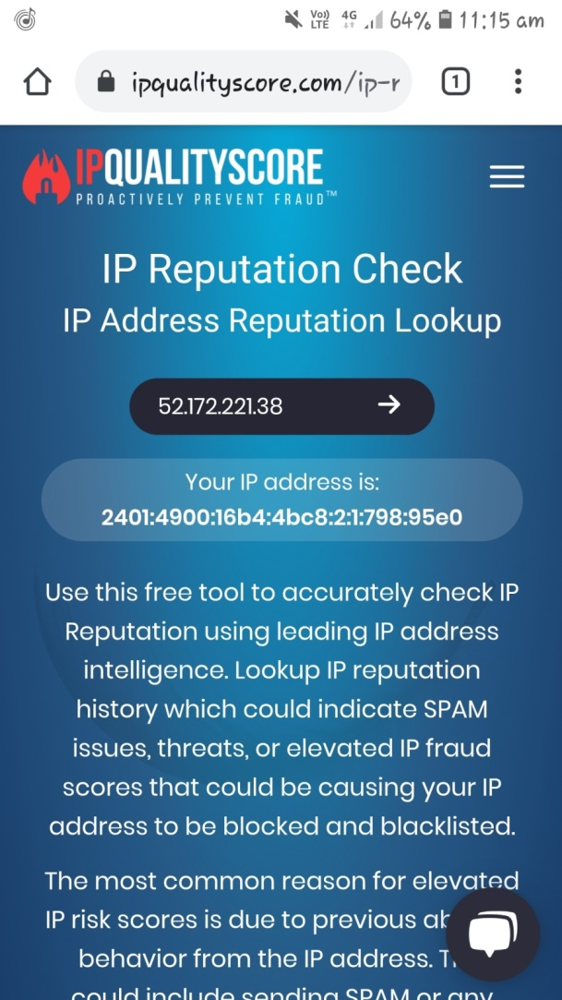 Vo)) LTE 4G 64% 11:15 am
ipqualityscore.com/ip-r 1
IPQUALITYSCORE
PROACTIVELY PREVENT FRAUD™
IP Reputation Check
IP Address Reputation Lookup
52.172.221.38
Your IP address is:
2401:4900:16b4:4bc8:2:1:798:95e0
Use this free tool to accurately check IP
Reputation using leading IP address
intelligence. Lookup IP reputation
history which could indicate SPAM
issues, threats, or elevated IP fraud
scores that could be causing your IP
address to be blocked and blacklisted.
The most common reason for elevated
IP risk scores is due to previous ab
behavior from the IP address. T
could include sending SPAM or any